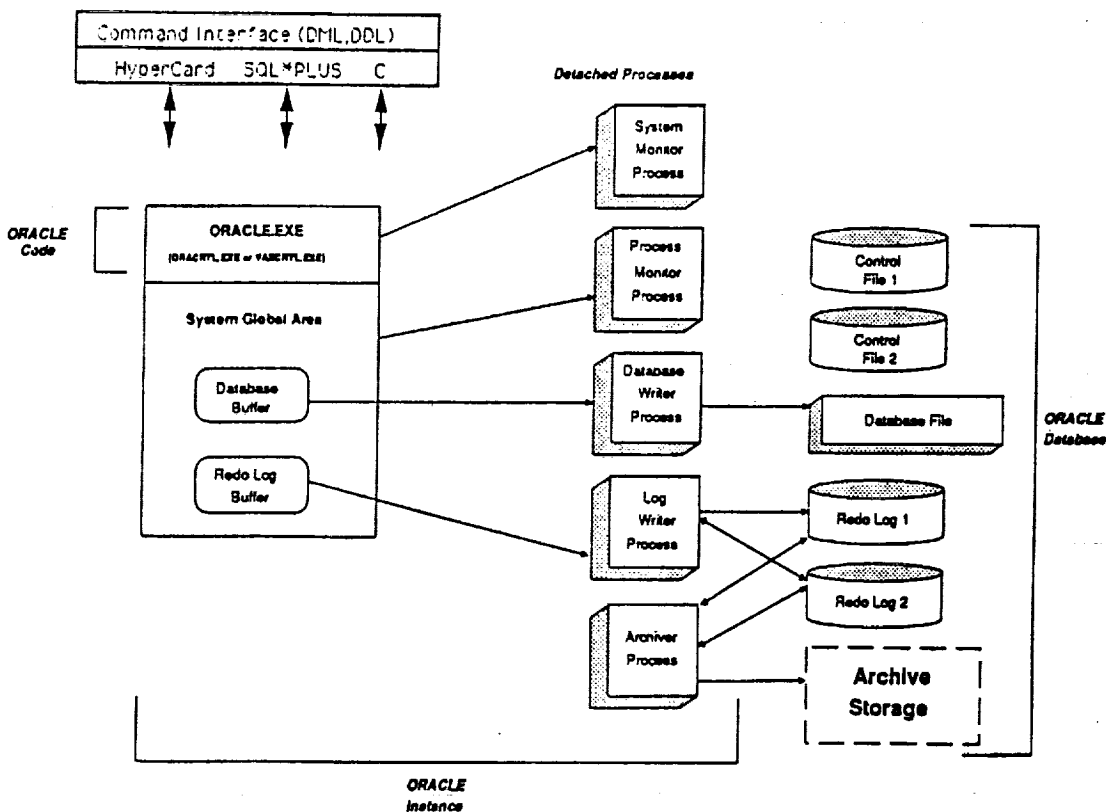 Command Interface (DML,DDL)
HyperCard SQL*PLUS C
Detached Processes
System
Monitor
Process
ORACLE
Code
ORACLE.EXE
System Global Area
Database
Buffer
Redo Log
Buffer
Process
Monitor
Process
Database
Writer
Process
Log
Writer
Process
Archiver
Process
Control
File 1
Control
File 2
Database File
Redo Log 1
Redo Log 2
Archive
Storage
ORACLE
Database
ORACLE
Instance